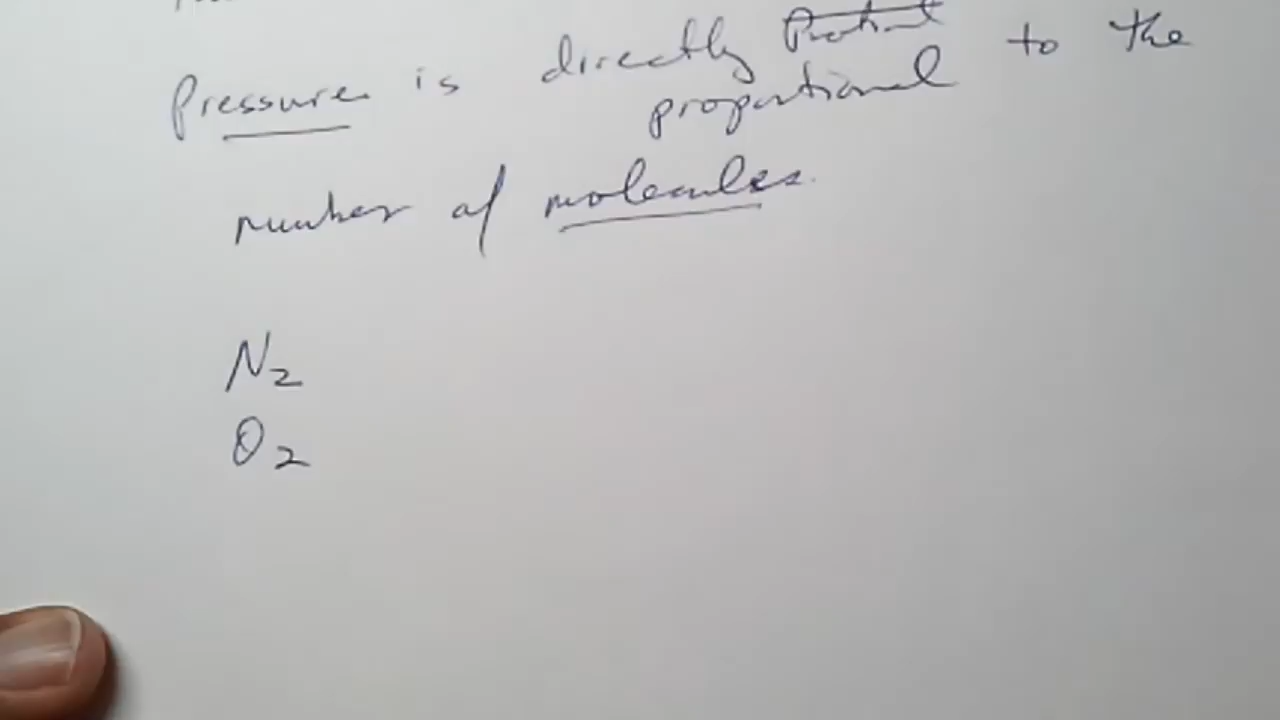 Pressure is directly proportional to the
number of molecules.
N2
O2